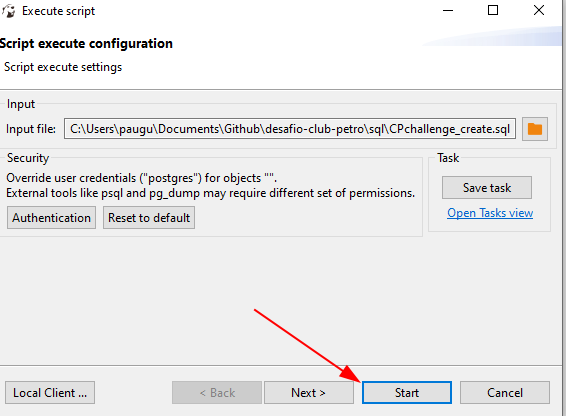 Execute script
Script execute configuration
Script execute settings
Input
Input file: C:\Users\paugu\Documents\Github\desafio-club-petro\sql\CPchallenge_create.sql
Security
Override user credentials ("postgres") for objects "".
External tools like psql and pg_dump may require different set of permissions.
Authentication Reset to default
Task
Save task
Open Tasks view
Local Client ... < Back Next > Start Cancel